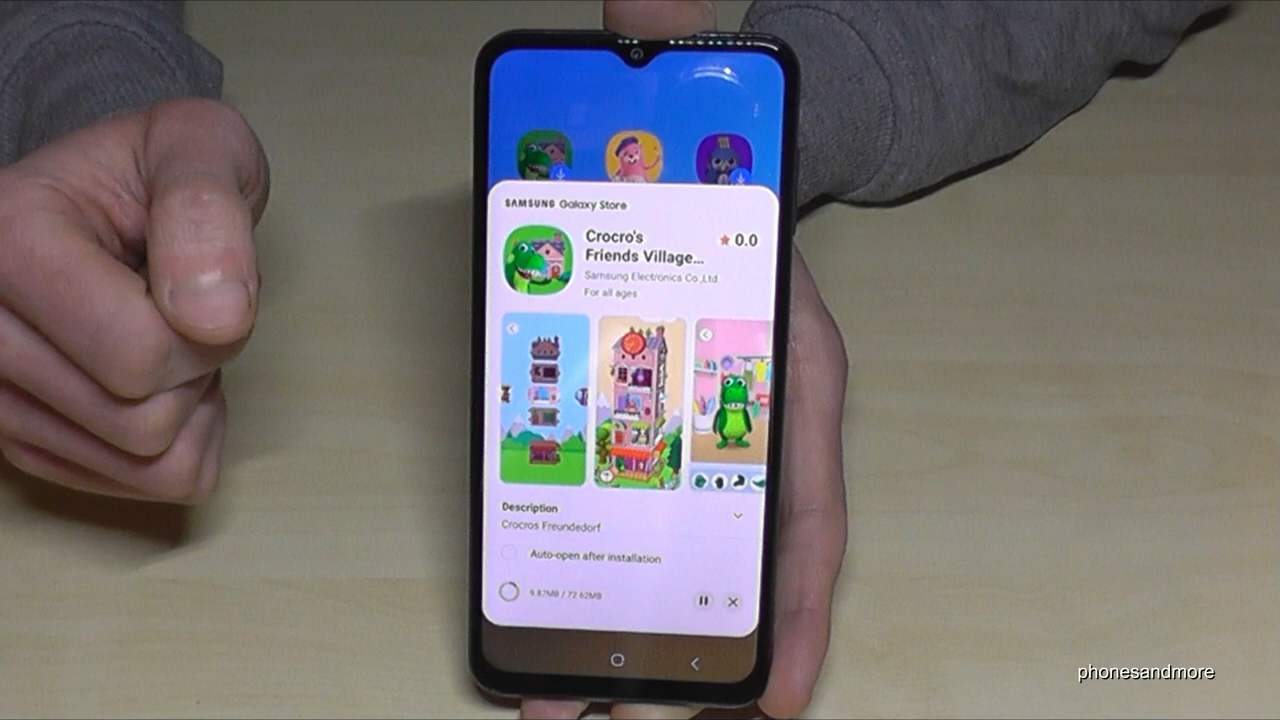 SAMSUNG Galaxy Store
Crocro's
Friends Village...
0.0
Samsung Electronics Co.,Ltd.
For all ages
Description
Crocros Freundedorf
Auto-open after installation
9.87MB / 72.62MB
phonesandmore